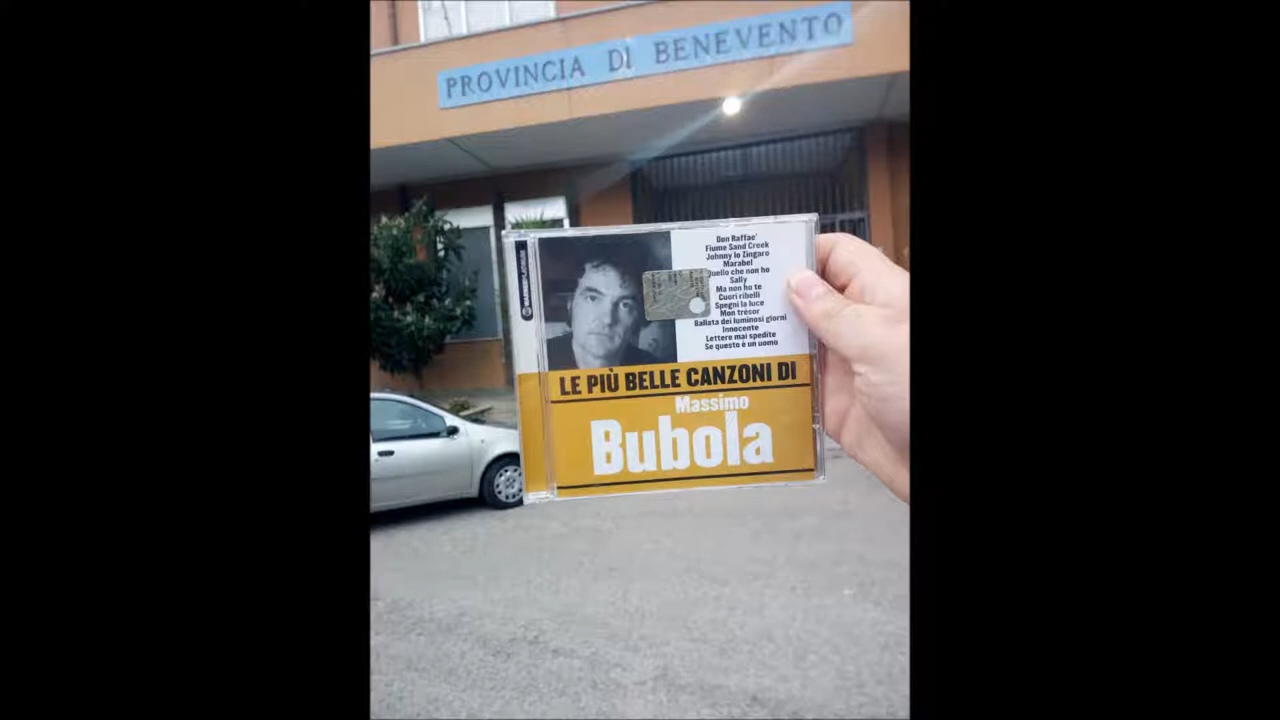 PROVINCIA DI BENEVENTO
Don Raffae'
Fiume Sand Creek
Johnny lo Zingaro
Marabel
Quello che non ho
Sally
Ma non ho te
Cuori ribelli
Spegni la luce
Mon trésor
Ballata dei luminosi giorni
Innocente
Lettere mai spedite
Se questo è un uomo
LE PIÙ BELLE CANZONI DI
Massimo
Bubola